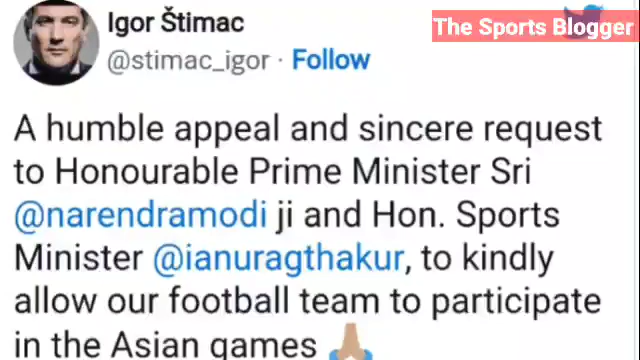 Igor Štimac
The Sports Blogger
@stimac_igor · Follow
A humble appeal and sincere request
to Honourable Prime Minister Sri
@narendramodi ji and Hon. Sports
Minister @ianuragthakur, to kindly
allow our football team to participate
in the Asian games 🙏🏽